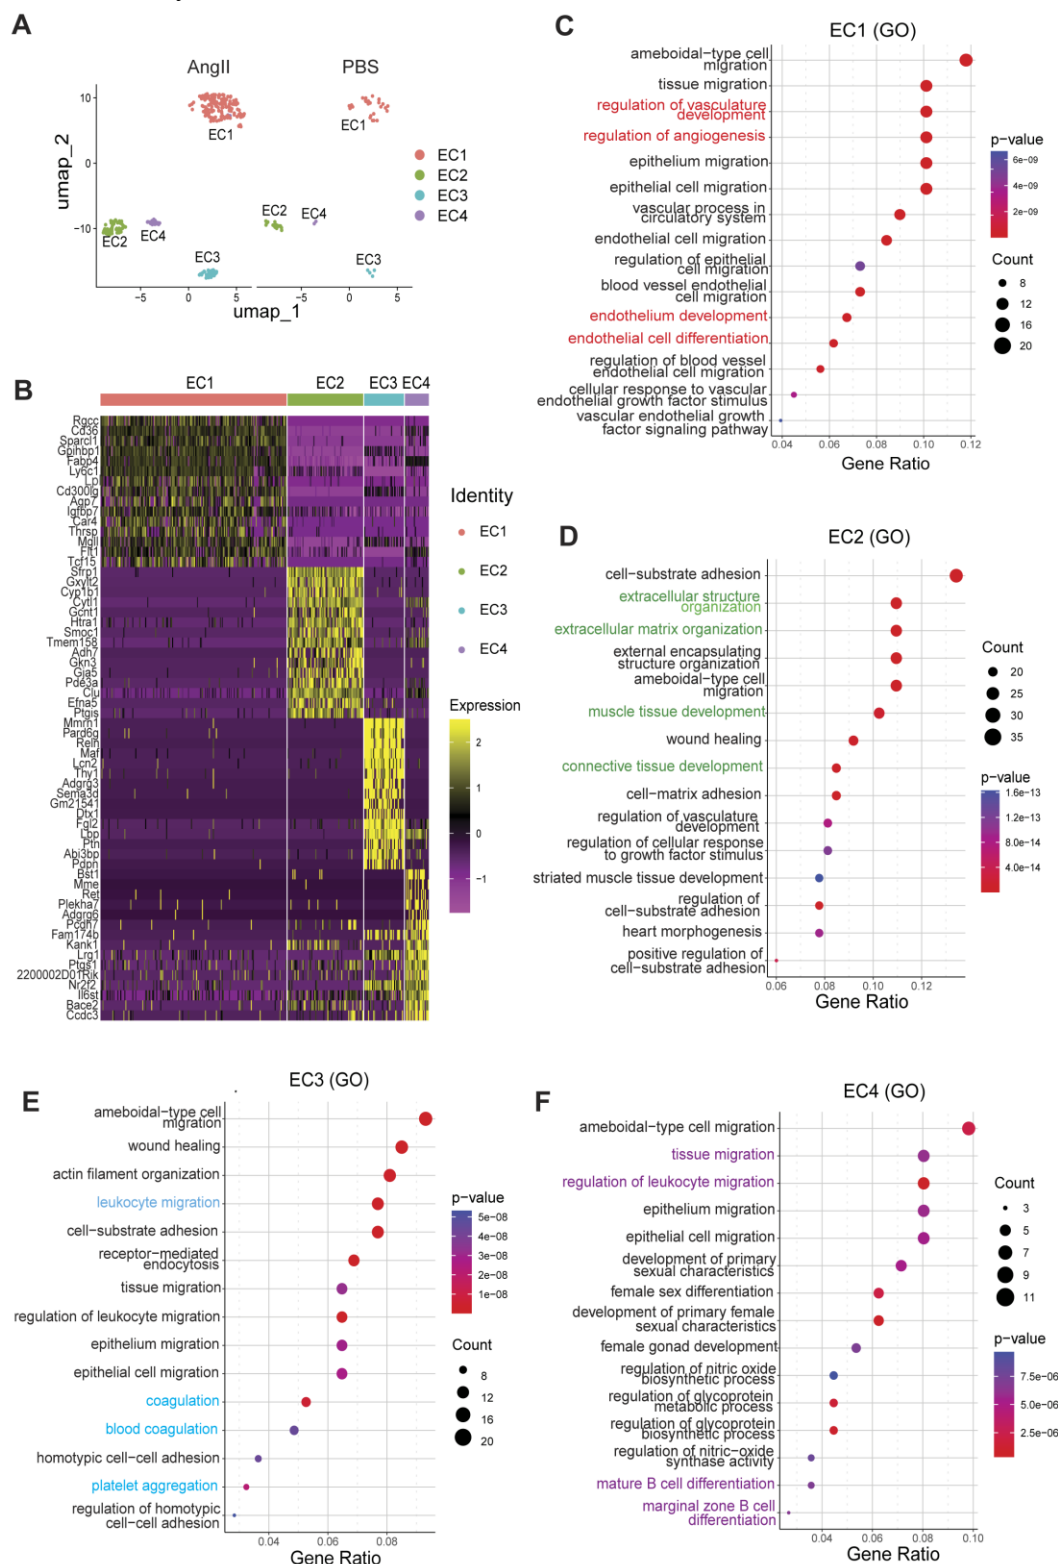 A
AngII
PBS
umap_2
10
0
−10
EC1
EC1
EC2
EC4
EC3
EC2
EC4
EC3
−5
0
5
−5
0
5
umap_1
EC1
EC2
EC3
EC4
B
EC1
EC2
EC3
EC4
Rgcc
Cd36
Sparcl1
Gpihbp1
Fabp4
Ly6c1
Lpl
Cd300lg
Aqp7
Igfbp7
Car4
Thrsp
Mgll
Flt1
Tcf15
Sfrp1
Gxylt2
Cyp1b1
Cytl1
Gcnt1
Htra1
Smoc1
Tmem158
Adh7
Gkn3
Gja5
Pde3a
Clu
Efna5
Ptgis
Mmrn1
Pard6g
Reln
Maf
Lcn2
Thy1
Adgrg3
Sema3d
Gm21541
Dtx1
Fgl2
Lbp
Ptn
Abi3bp
Pdpn
Bst1
Mme
Ret
Plekha7
Adgrg6
Pcdh7
Fam174b
Kank1
Lrg1
Ptgs1
2200002D01Rik
Nr2f2
Il6st
Bace2
Ccdc3
Identity
EC1
EC2
EC3
EC4
Expression
2
1
0
−1
C
EC1 (GO)
ameboidal−type cell
migration
tissue migration
regulation of vasculature
development
regulation of angiogenesis
epithelium migration
epithelial cell migration
vascular process in
circulatory system
endothelial cell migration
regulation of epithelial
cell migration
blood vessel endothelial
cell migration
endothelium development
endothelial cell differentiation
regulation of blood vessel
endothelial cell migration
cellular response to vascular
endothelial growth factor stimulus
vascular endothelial growth
factor signaling pathway
0.04
0.06
0.08
0.10
0.12
Gene Ratio
p-value
6e−09
4e−09
2e−09
Count
8
12
16
20
D
EC2 (GO)
cell−substrate adhesion
extracellular structure
organization
extracellular matrix organization
external encapsulating
structure organization
ameboidal−type cell
migration
muscle tissue development
wound healing
connective tissue development
cell−matrix adhesion
regulation of vasculature
development
regulation of cellular response
to growth factor stimulus
striated muscle tissue development
regulation of
cell−substrate adhesion
heart morphogenesis
positive regulation of
cell−substrate adhesion
0.06
0.08
0.10
0.12
Gene Ratio
Count
20
25
30
35
p-value
1.6e−13
1.2e−13
8.0e−14
4.0e−14
E
EC3 (GO)
ameboidal−type cell
migration
wound healing
actin filament organization
leukocyte migration
cell−substrate adhesion
receptor−mediated
endocytosis
tissue migration
regulation of leukocyte migration
epithelium migration
epithelial cell migration
coagulation
blood coagulation
homotypic cell−cell adhesion
platelet aggregation
regulation of homotypic
cell−cell adhesion
0.04
0.06
0.08
Gene Ratio
p-value
5e−08
4e−08
3e−08
2e−08
1e−08
Count
8
12
16
20
F
EC4 (GO)
ameboidal−type cell migration
tissue migration
regulation of leukocyte migration
epithelium migration
epithelial cell migration
development of primary
sexual characteristics
female sex differentiation
development of primary female
sexual characteristics
female gonad development
regulation of nitric oxide
biosynthetic process
regulation of glycoprotein
metabolic process
regulation of glycoprotein
biosynthetic process
regulation of nitric−oxide
synthase activity
mature B cell differentiation
marginal zone B cell
differentiation
0.04
0.06
0.08
0.10
Gene Ratio
Count
3
5
7
9
11
p-value
7.5e−06
5.0e−06
2.5e−06